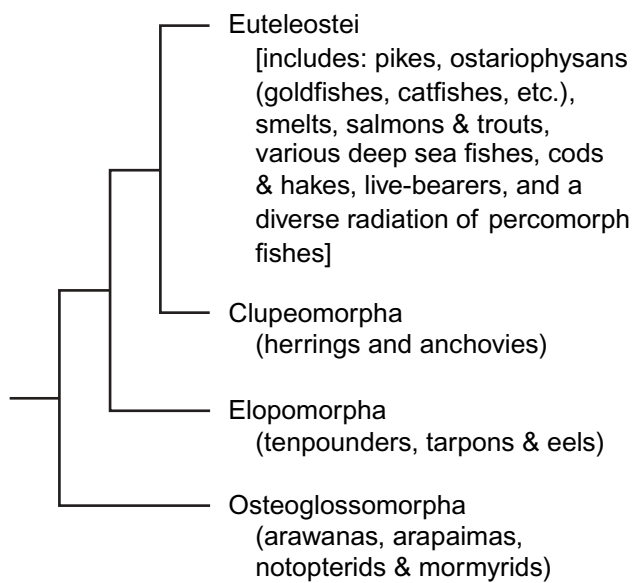 Euteleostei
[includes: pikes, ostariophysans
(goldfishes, catfishes, etc.),
smelts, salmons & trouts,
various deep sea fishes, cods
& hakes, live-bearers, and a
diverse radiation of percomorph
fishes]
Clupeomorpha
(herrings and anchovies)
Elopomorpha
(tenpounders, tarpons & eels)
Osteoglossomorpha
(arawanas, arapaimas,
notopterids & mormyrids)